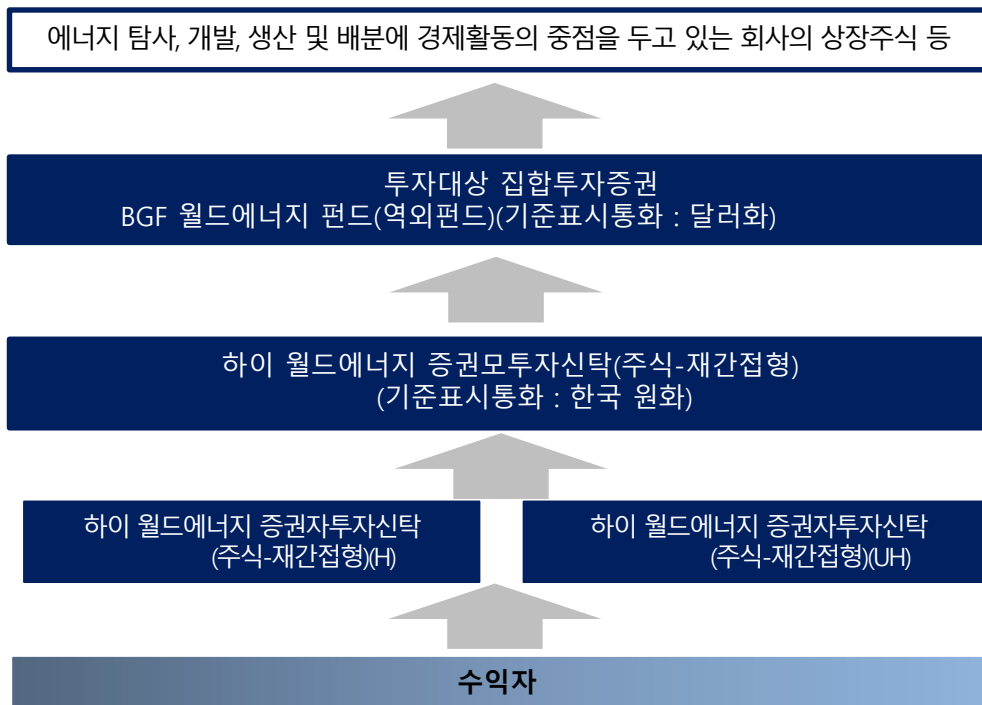 에너지 탐사, 개발, 생산 및 배분에 경제활동의 중점을 두고 있는 회사의 상장주식 등
투자대상 집합투자증권
BGF 월드에너지 펀드(역외펀드)(기준표시통화 : 달러화)
하이 월드에너지 증권모투자신탁(주식-재간접형)
(기준표시통화 : 한국 원화)
하이 월드에너지 증권자투자신탁
(주식-재간접형)(H)
하이 월드에너지 증권자투자신탁
(주식-재간접형)(UH)
수익자